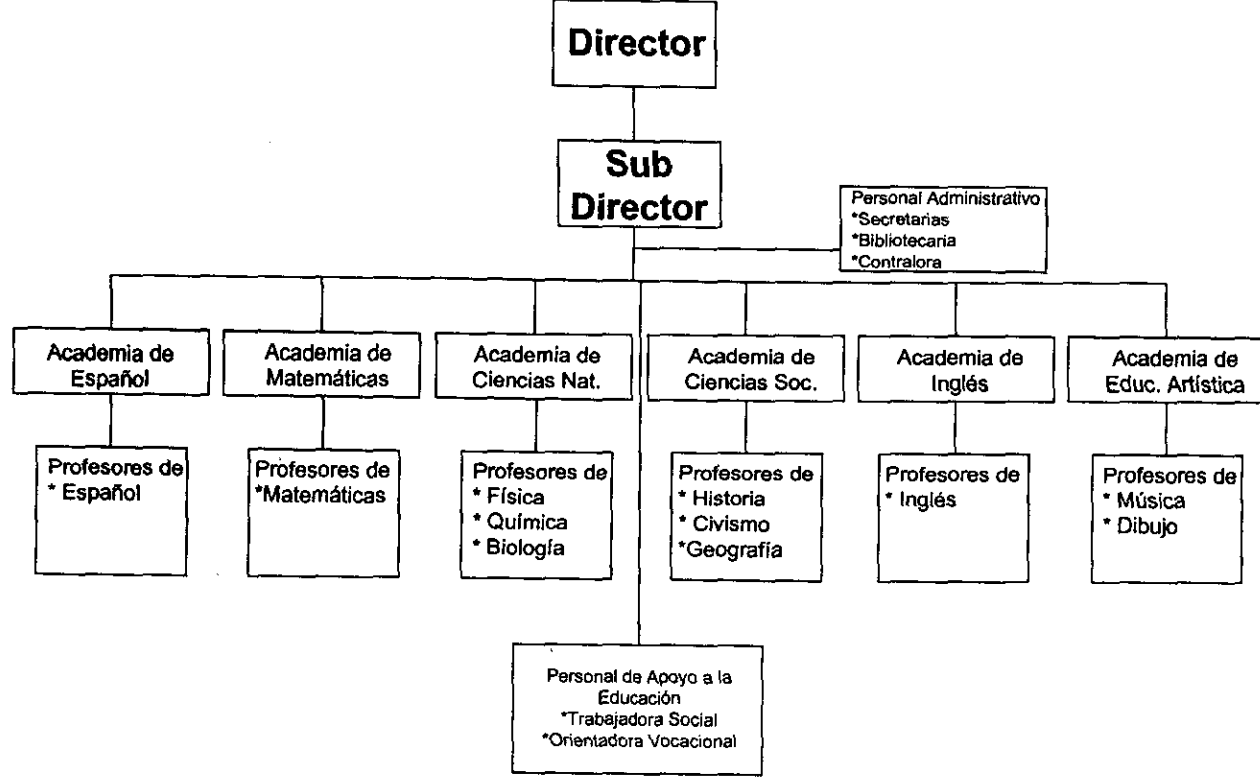 Director
Sub
Director
Personal Administrativo
*Secretarias
*Bibliotecaria
*Contralora
Academia de
Español
Academia de
Matemáticas
Academia de
Ciencias Nat.
Academia de
Ciencias Soc.
Academia de
Inglés
Academia de
Educ. Artística
Profesores de
* Español
Profesores de
*Matemáticas
Profesores de
* Física
* Química
* Biología
Profesores de
* Historia
* Civismo
*Geografía
Profesores de
* Inglés
Profesores de
* Música
* Dibujo
Personal de Apoyo a la
Educación
*Trabajadora Social
*Orientadora Vocacional